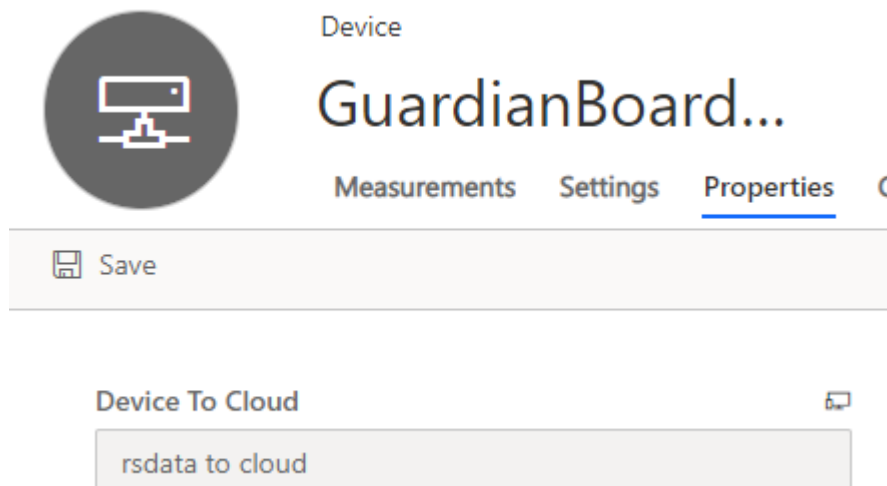 Device
GuardianBoard...
Measurements Settings Properties
Save
Device To Cloud
rsdata to cloud